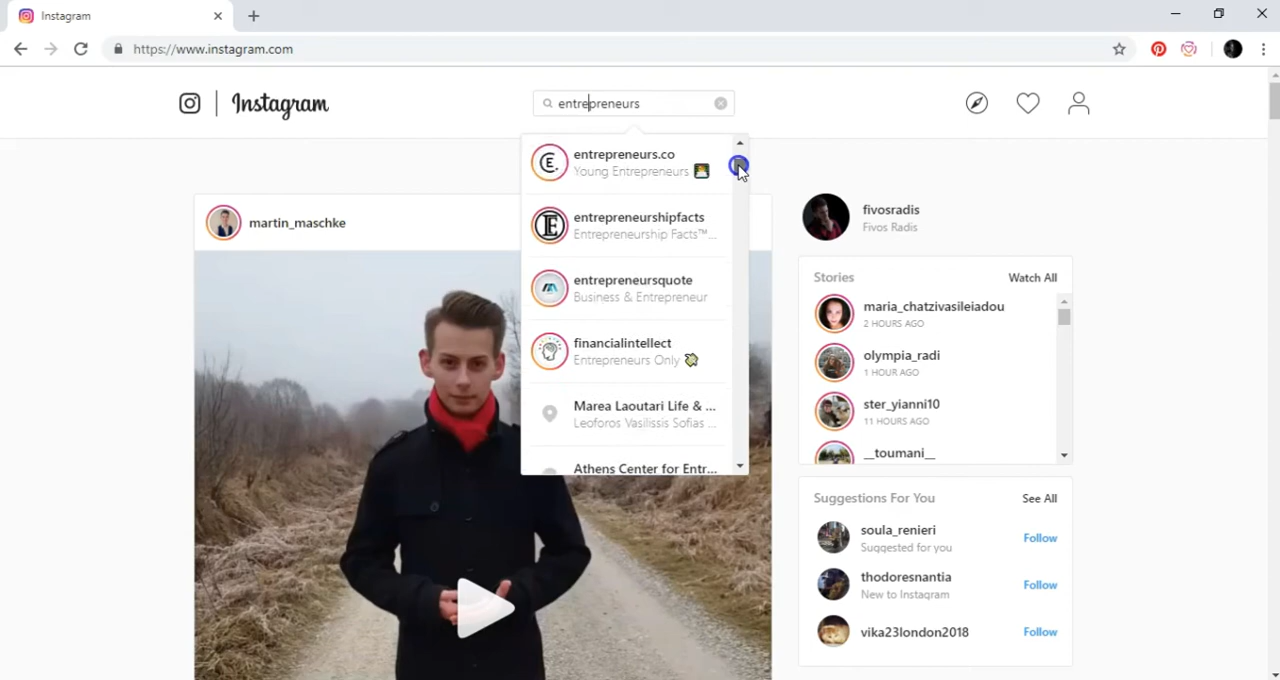 Instagram
https://www.instagram.com
Instagram
entrepreneurs
entrepreneurs.co
Young Entrepreneurs
entrepreneurshipfacts
Entrepreneurship Facts™...
entrepreneursquote
Business & Entrepreneur
financialintellect
Entrepreneurs Only
Marea Laoutari Life & ...
Leoforos Vasilissis Sofias ...
Athens Center for Entr...
martin_maschke
fivosradis
Fivos Radis
Stories
Watch All
maria_chatzivasileiadou
2 HOURS AGO
olympia_radi
1 HOUR AGO
ster_yianni10
11 HOURS AGO
__toumani__
Suggestions For You
See All
soula_renieri
Suggested for you
Follow
thodoresnantia
New to Instagram
Follow
vika23london2018
Follow